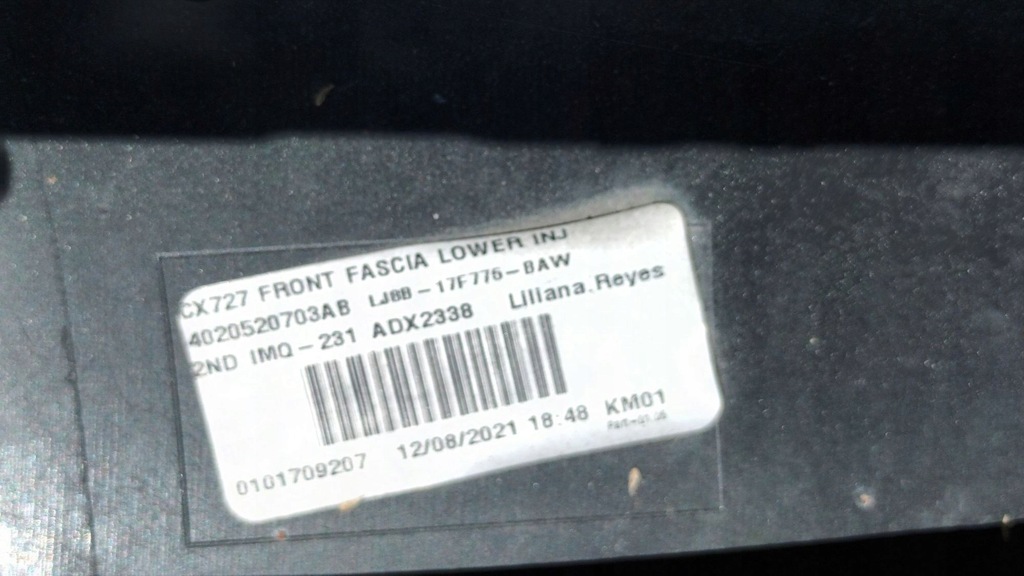 CX727 FRONT FASCIA LOWER INJ
4020520703AB LJ8B-17F775-BAW
2ND IMQ-231 ADX2338 Liliana.Reyes
0101709207 12/08/2021 18:48 KM01